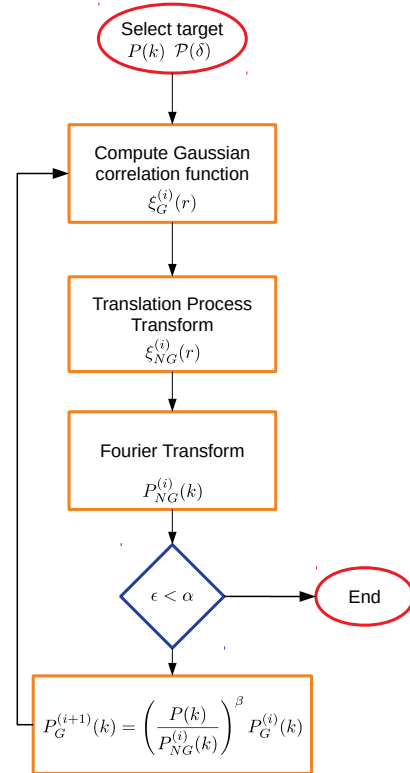 Select target
P(k) 𝒫(δ)
Compute Gaussian
correlation function
ξ_G^{(i)}(r)
Translation Process
Transform
ξ_{NG}^{(i)}(r)
Fourier Transform
P_{NG}^{(i)}(k)
ϵ < α
End
P_G^{(i+1)}(k) = (P(k) / P_{NG}^{(i)}(k))^β P_G^{(i)}(k)